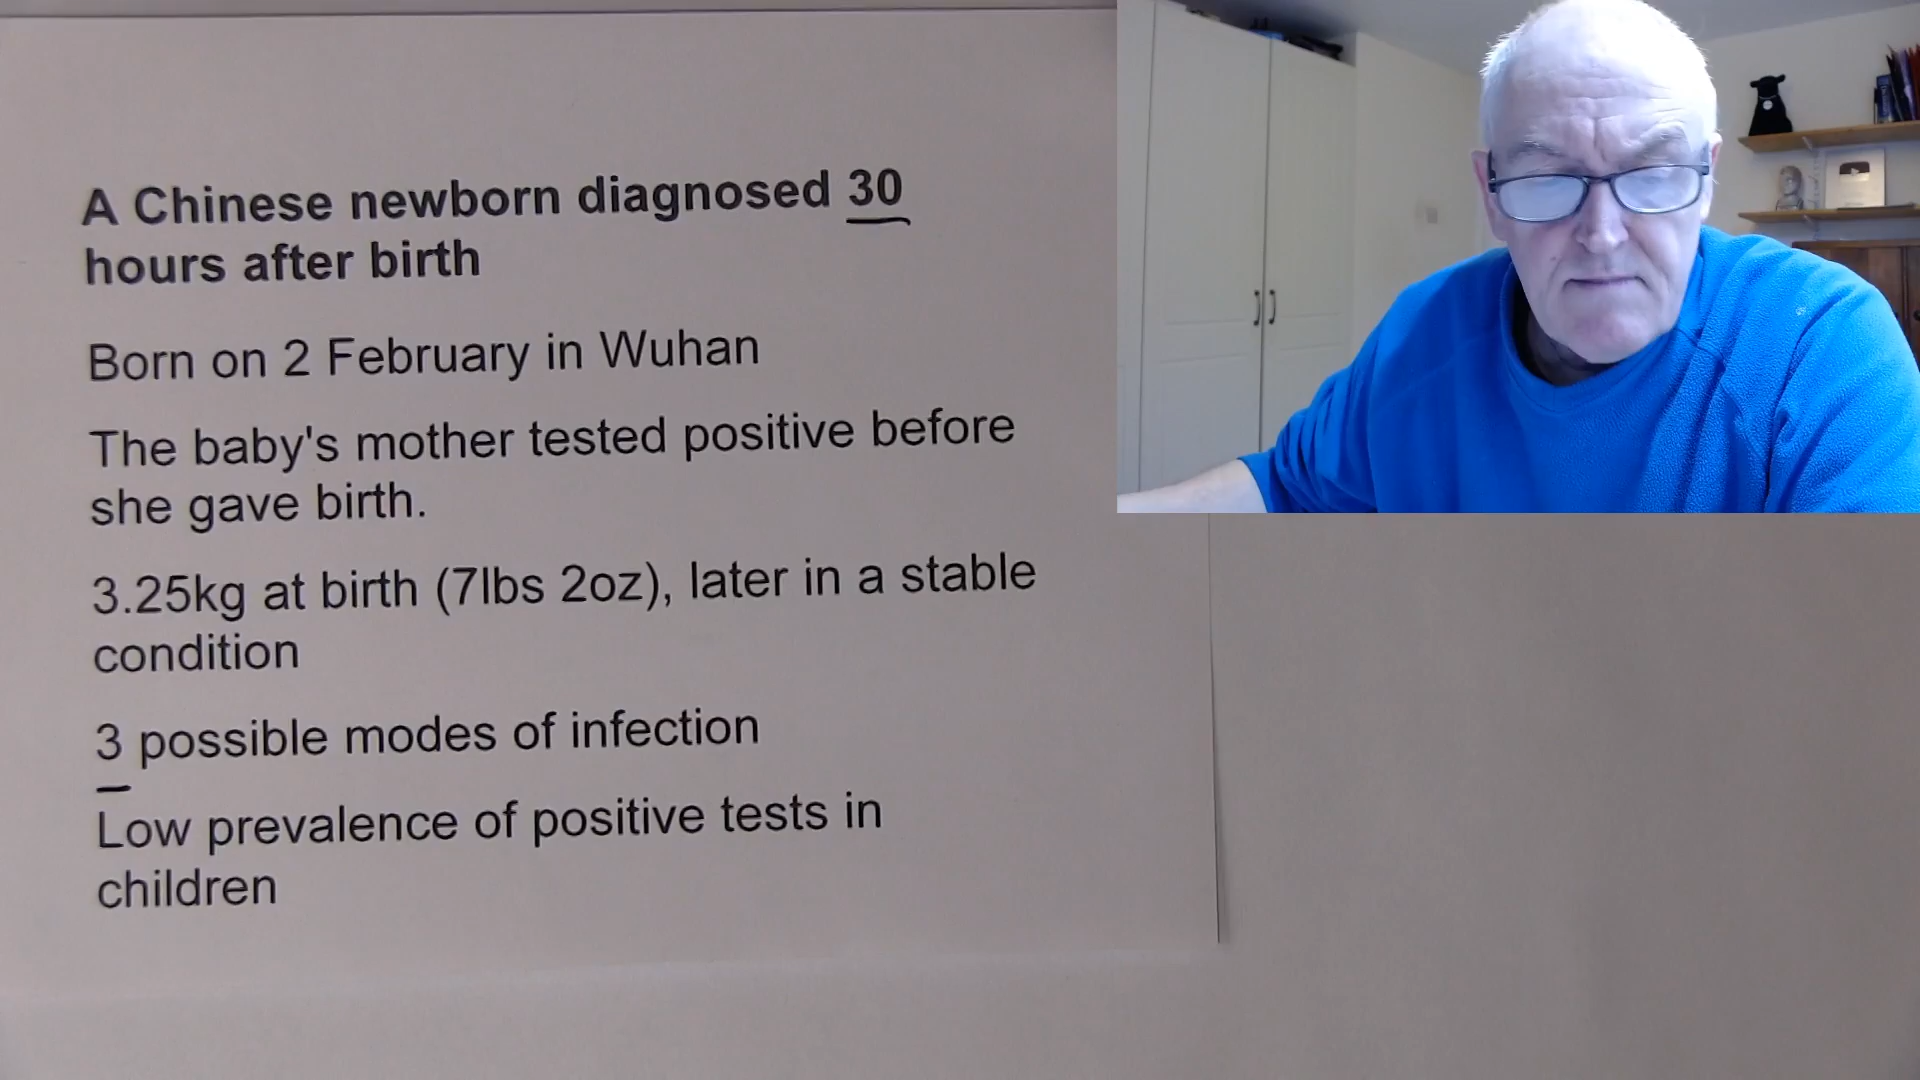 A Chinese newborn diagnosed 30
hours after birth
Born on 2 February in Wuhan
The baby's mother tested positive before
she gave birth.
3.25kg at birth (7lbs 2oz), later in a stable
condition
3 possible modes of infection
Low prevalence of positive tests in
children